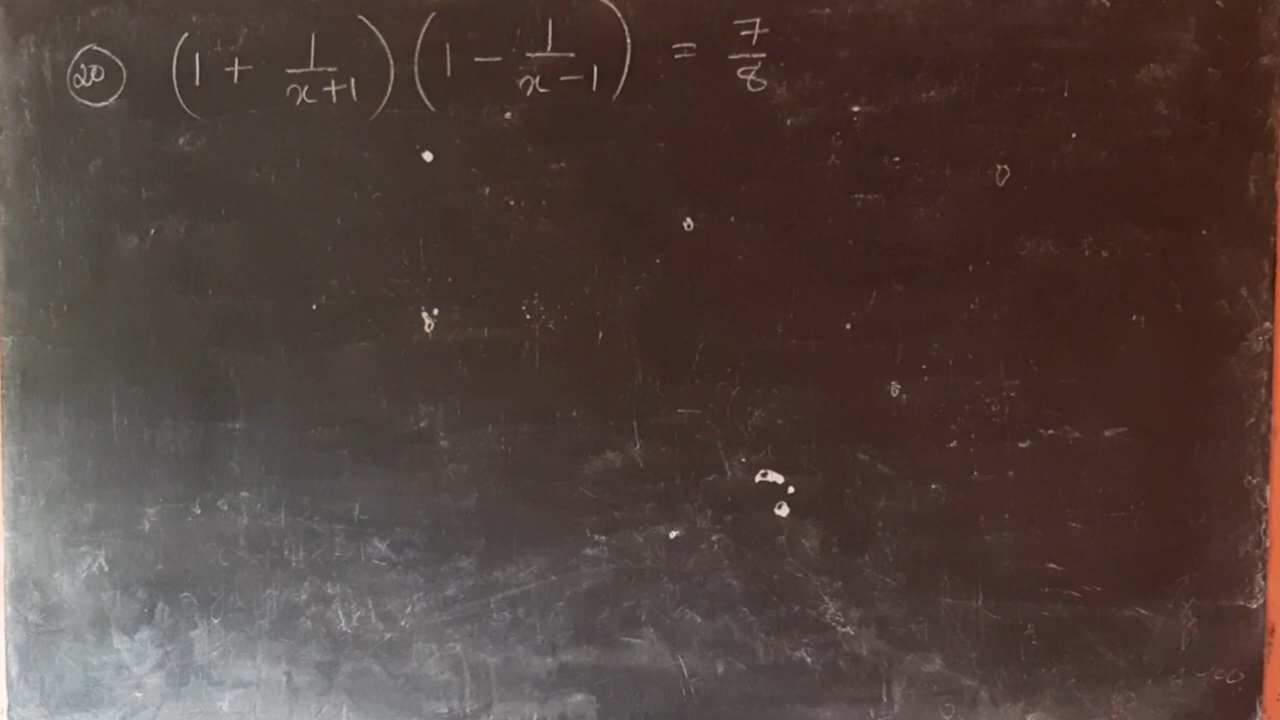 20 (1 + 1/(x+1)) (1 - 1/(x-1)) = 7/8